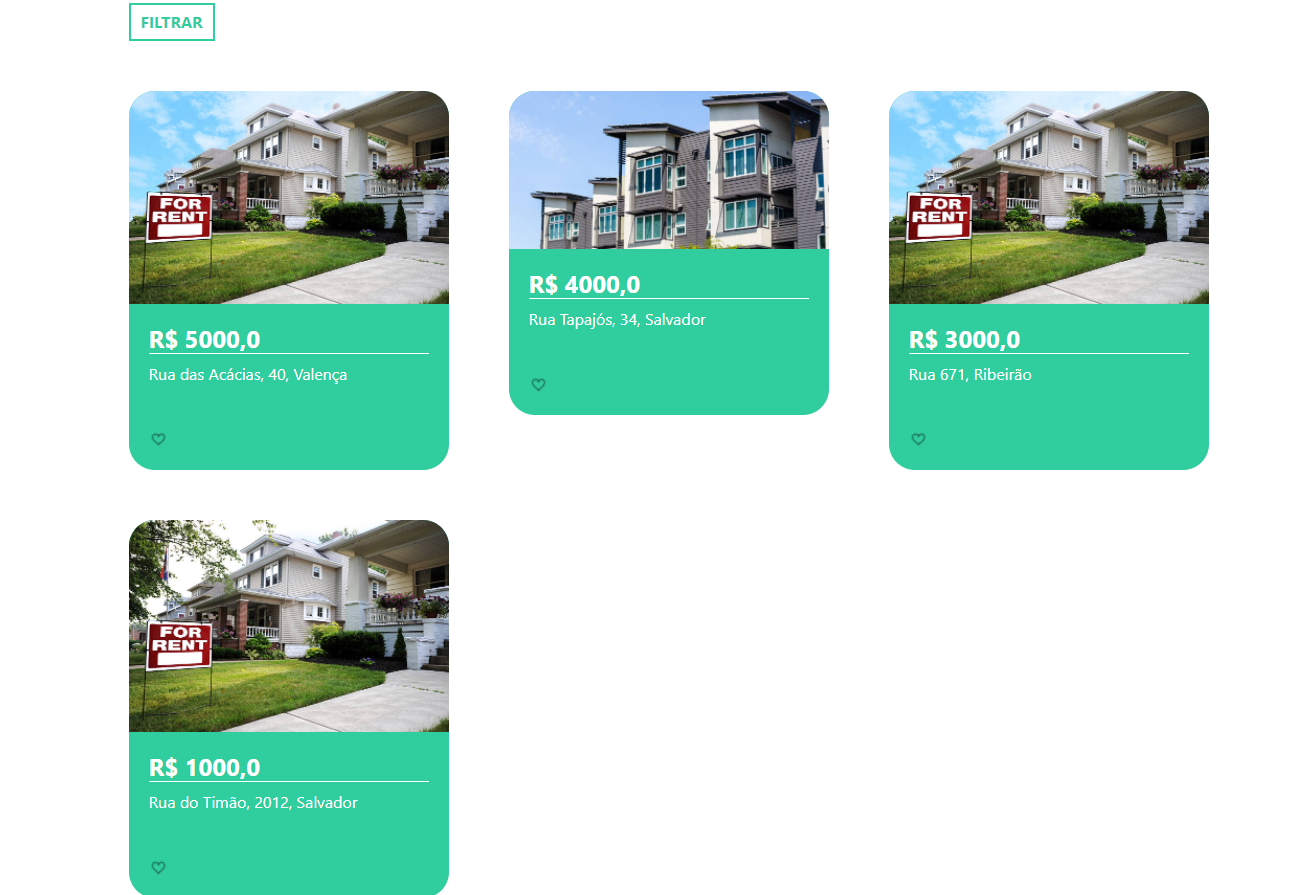 FILTRAR
FOR
RENT
R$ 5000,0
Rua das Acácias, 40, Valença
R$ 4000,0
Rua Tapajós, 34, Salvador
FOR
RENT
R$ 3000,0
Rua 671, Ribeirão
FOR
RENT
R$ 1000,0
Rua do Timão, 2012, Salvador